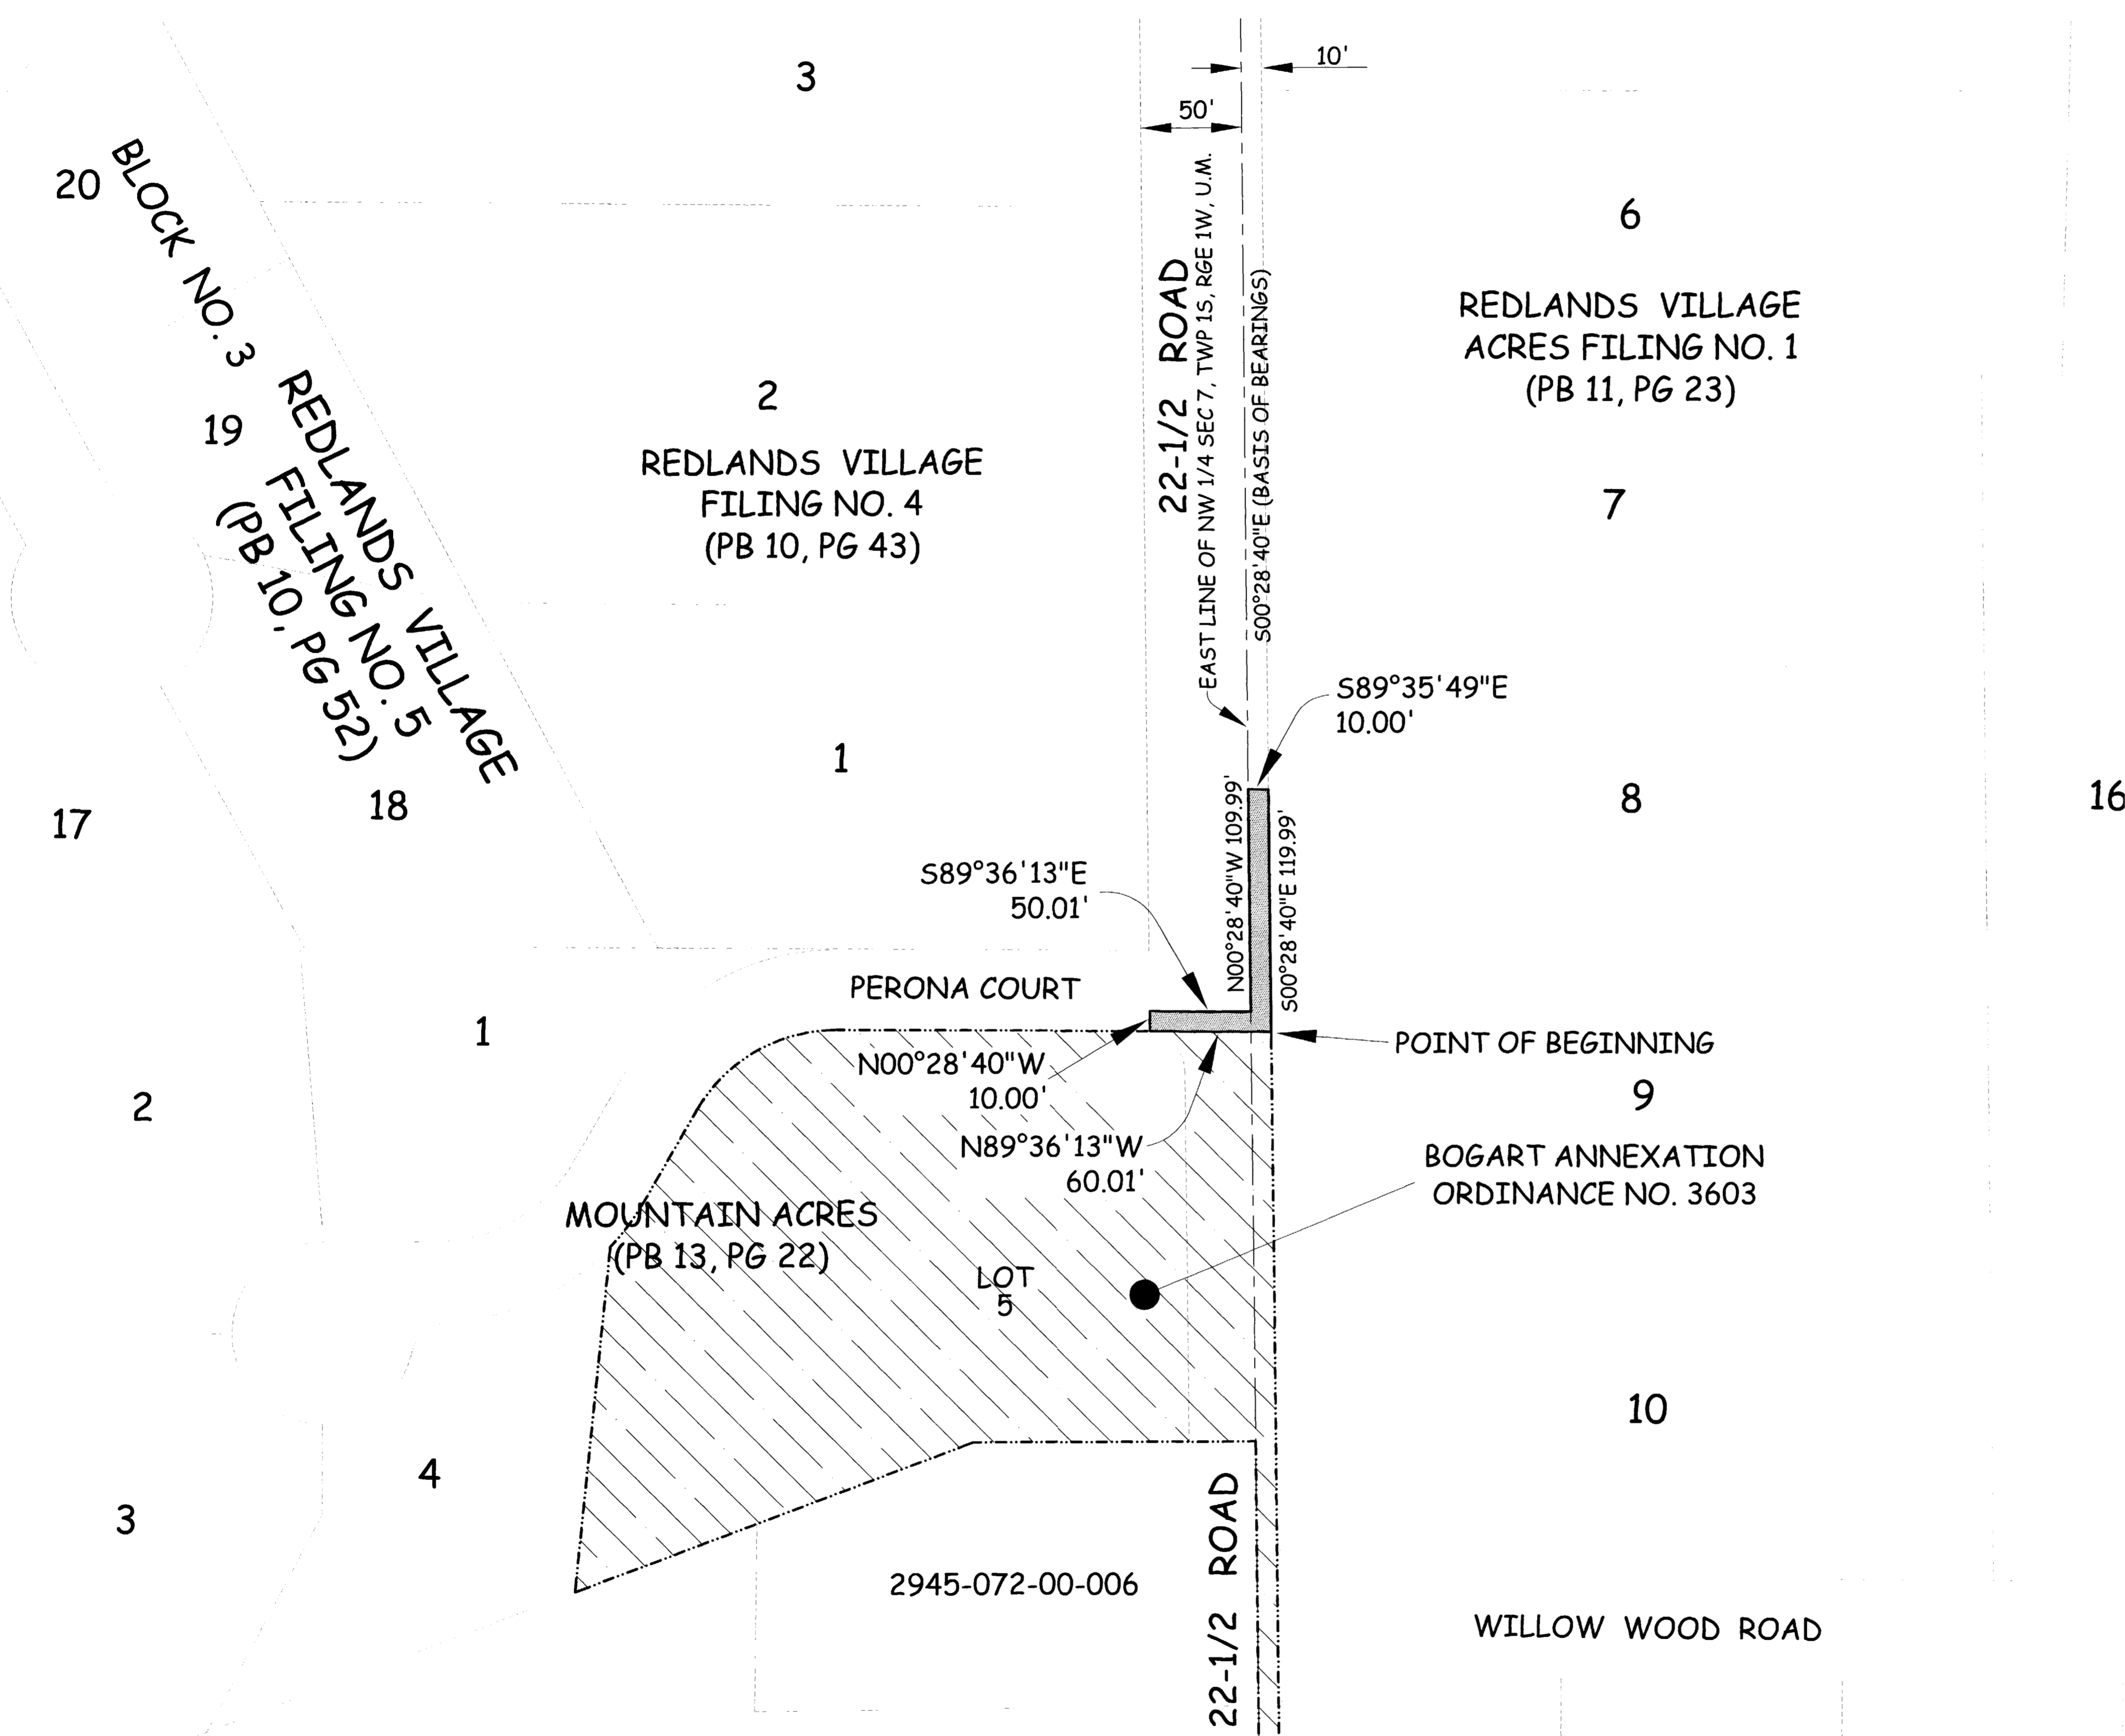 3
10'
50'
20
BLOCK NO. 3
6
REDLANDS VILLAGE
ACRES FILING NO. 1
(PB 11, PG 23)
22-1/2 ROAD
EAST LINE OF NW 1/4 SEC 7, TWP 1S, RGE 1W, U.M.
S00°28'40"E (BASIS OF BEARINGS)
2
19
REDLANDS VILLAGE
FILING NO. 4
(PB 10, PG 43)
REDLANDS VILLAGE
FILING NO. 5
(PB 10, PG 52)
7
S89°35'49"E
10.00'
1
18
17
8
16
N00°28'40"W 109.99'
S00°28'40"E 119.99'
S89°36'13"E
50.01'
PERONA COURT
1
POINT OF BEGINNING
N00°28'40"W
10.00'
2
9
N89°36'13"W
60.01'
BOGART ANNEXATION
ORDINANCE NO. 3603
MOUNTAIN ACRES
(PB 13, PG 22)
LOT
5
10
4
3
2945-072-00-006
22-1/2 ROAD
WILLOW WOOD ROAD